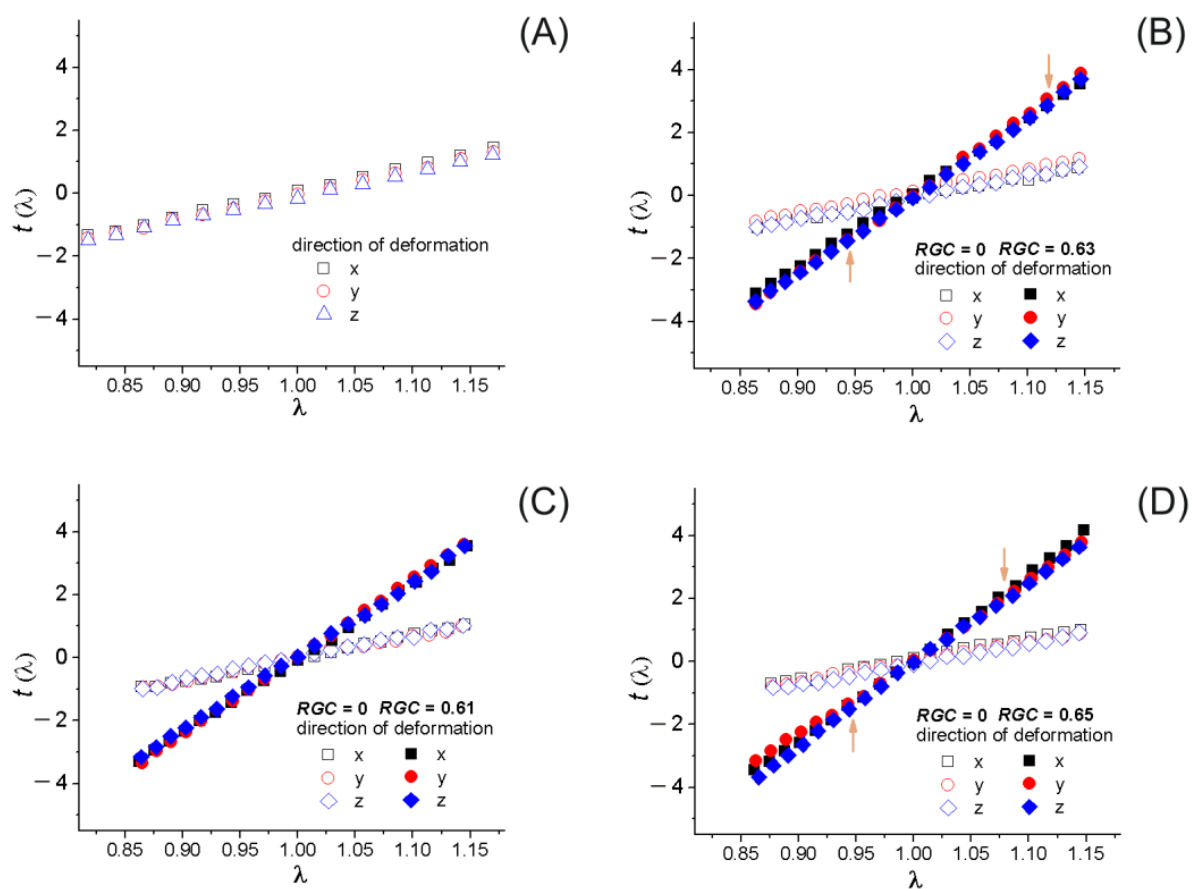 (A)
4
2
0
−2
−4
t (λ)
direction of deformation
x
y
z
0.85 0.90 0.95 1.00 1.05 1.10 1.15
λ
(B)
4
2
0
−2
−4
t (λ)
RGC = 0 RGC = 0.63
direction of deformation
x x
y y
z z
0.85 0.90 0.95 1.00 1.05 1.10 1.15
λ
(C)
4
2
0
−2
−4
t (λ)
RGC = 0 RGC = 0.61
direction of deformation
x x
y y
z z
0.85 0.90 0.95 1.00 1.05 1.10 1.15
λ
(D)
4
2
0
−2
−4
t (λ)
RGC = 0 RGC = 0.65
direction of deformation
x x
y y
z z
0.85 0.90 0.95 1.00 1.05 1.10 1.15
λ